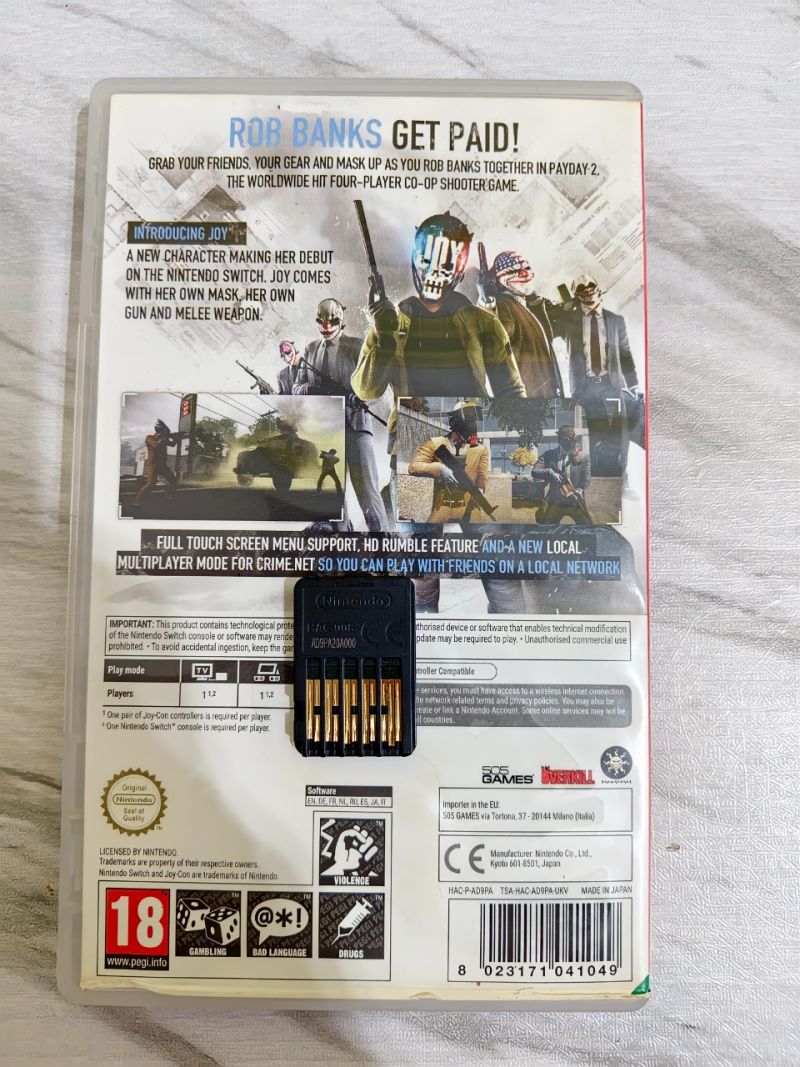 ROB BANKS GET PAID!
GRAB YOUR FRIENDS, YOUR GEAR AND MASK UP AS YOU ROB BANKS TOGETHER IN PAYDAY 2,
THE WORLDWIDE HIT FOUR-PLAYER CO-OP SHOOTER GAME.
INTRODUCING JOY
A NEW CHARACTER MAKING HER DEBUT
ON THE NINTENDO SWITCH. JOY COMES
WITH HER OWN MASK, HER OWN
GUN AND MELEE WEAPON.
JOY
FULL TOUCH SCREEN MENU SUPPORT, HD RUMBLE FEATURE AND A NEW LOCAL
MULTIPLAYER MODE FOR CRIME.NET SO YOU CAN PLAY WITH FRIENDS ON A LOCAL NETWORK
Nintendo
HAC-008 CE
AD9PA20A000
IMPORTANT: This product contains technological prote
thorised device or software that enables technical modification
of the Nintendo Switch console or software may rende
pdate may be required to play. • Unauthorised commercial use
prohibited. • To avoid accidental ingestion, keep the gam
Play mode TV
Players 1 1,2 1 1,2
troller Compatible
services, you must have access to a wireless internet connection
network-related terms and privacy policies. You may also be
reate or link a Nintendo Account. Some online services may not be
ll countries.
¹ One pair of Joy-Con controllers is required per player.
² One Nintendo Switch™ console is required per player.
Original
Nintendo
Seal of
Quality
TM
LICENSED BY NINTENDO
Trademarks are property of their respective owners.
Nintendo Switch and Joy-Con are trademarks of Nintendo.
Software
EN, DE, FR, NL, RU, ES, JA, IT
505 GAMES
OVERKILL
STARBREEZE
Importer in the EU:
505 GAMES via Tortona, 37 - 20144 Milano (Italia)
CE Manufacturer: Nintendo Co., Ltd.,
Kyoto 601-8501, Japan
HAC-P-AD9PA TSA-HAC-AD9PA-UKV MADE IN JAPAN
VIOLENCE
18
www.pegi.info
GAMBLING
@*!
BAD LANGUAGE
DRUGS
8 023171 041049